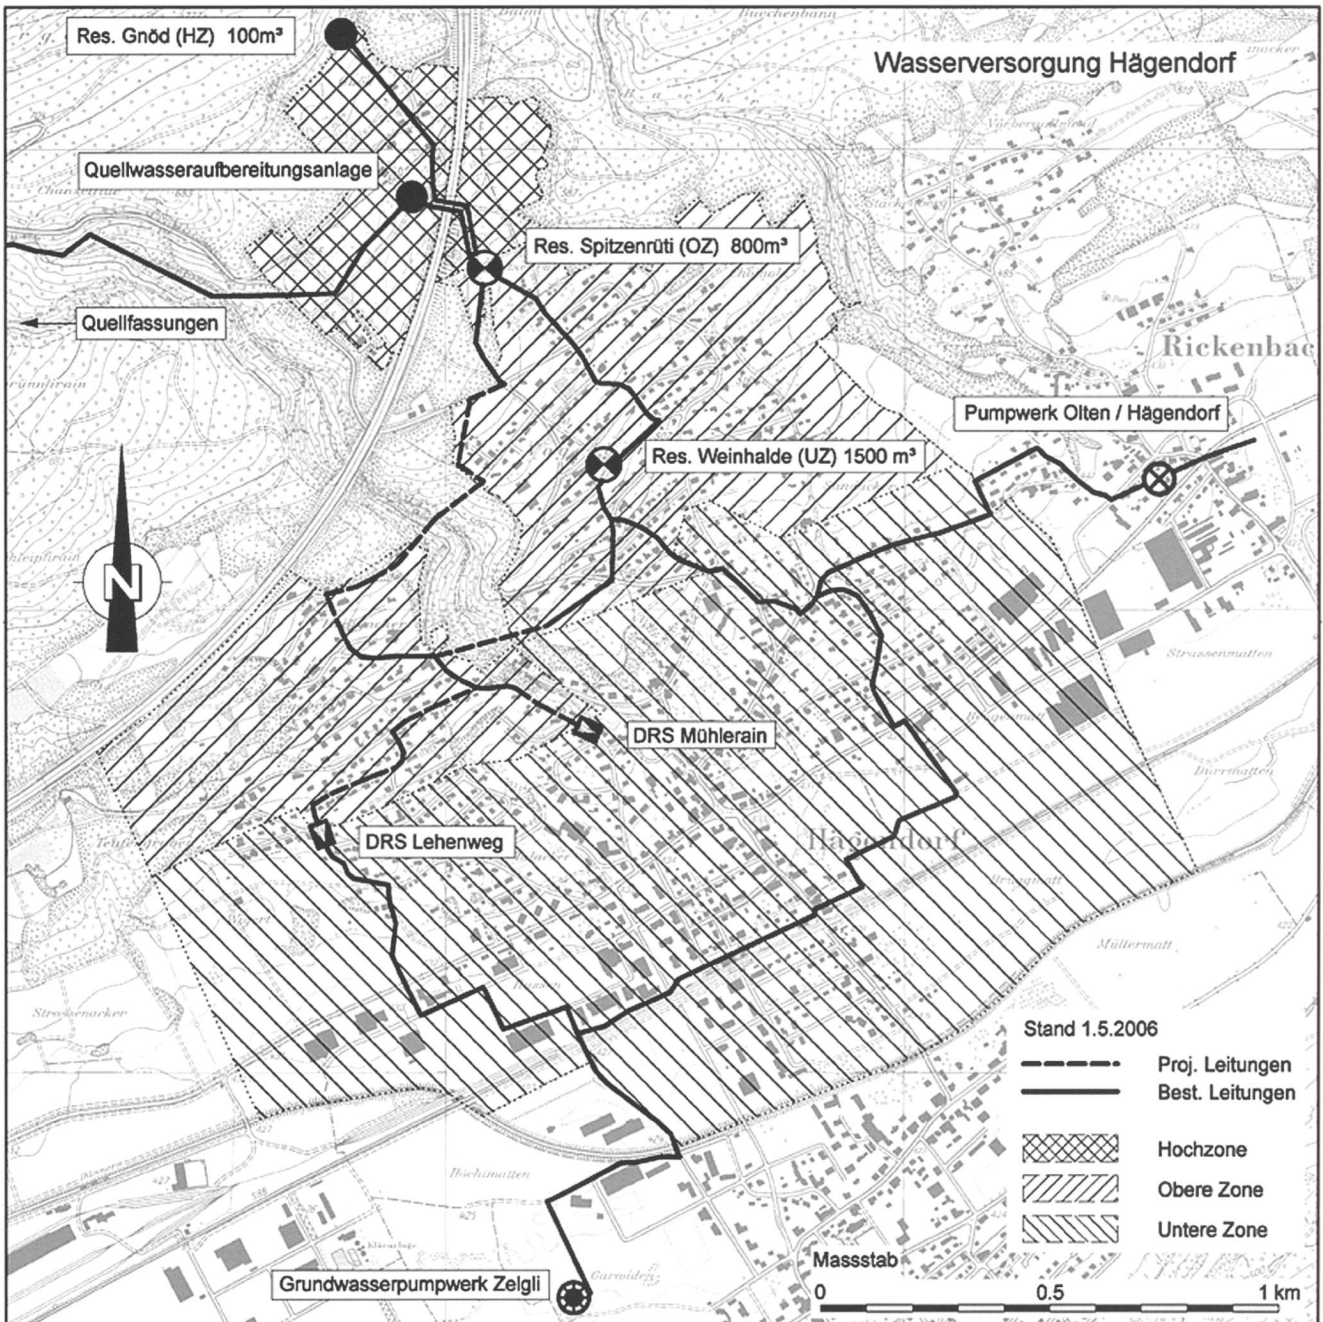 Res. Gnöd (HZ) 100m³
Wasserversorgung Hägendorf
Quellwasseraufbereitungsanlage
Res. Spitzenrüti (OZ) 800m³
Quellfassungen
Rickenbac
Pumpwerk Olten / Hägendorf
Res. Weinhalde (UZ) 1500 m³
N
Strassenmatten
DRS Mühlerain
Dürrmatten
Hägendorf
DRS Lehenweg
Müllermatt
Strassenacker
Stand 1.5.2006
Proj. Leitungen
Best. Leitungen
Hochzone
Obere Zone
Untere Zone
Massstab
0 0.5 1 km
Grundwasserpumpwerk Zelgli